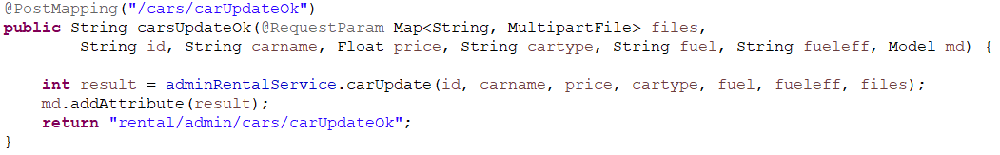 @PostMapping("/cars/carUpdateOk")
public String carsUpdateOk(@RequestParam Map<String, MultipartFile> files,
        String id, String carname, Float price, String cartype, String fuel, String fueleff, Model md) {
    int result = adminRentalService.carUpdate(id, carname, price, cartype, fuel, fueleff, files);
    md.addAttribute(result);
    return "rental/admin/cars/carUpdateOk";
}